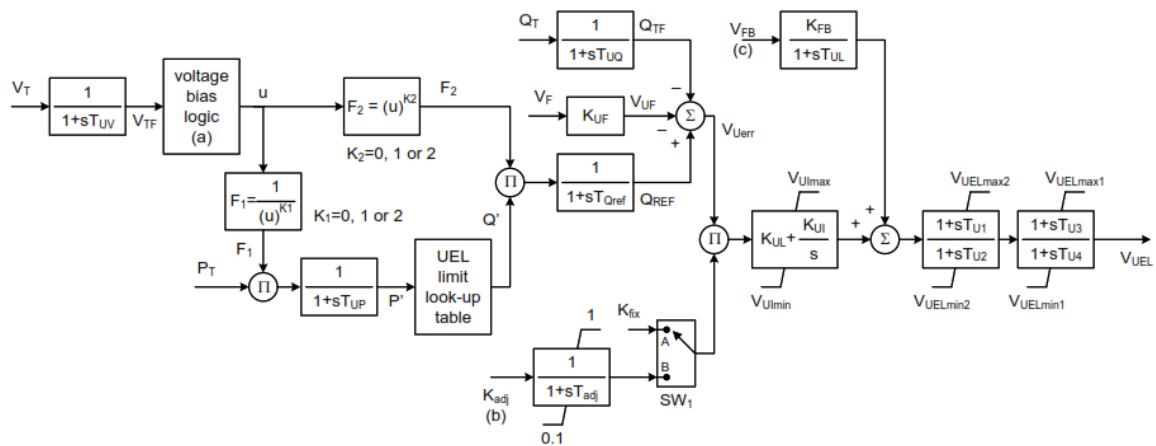 Q_T
1
1+sT_UQ
Q_TF
V_FB
(c)
K_FB
1+sT_UL
V_T
1
1+sT_UV
V_TF
voltage
bias
logic
(a)
u
F_2 = (u)^K2
F_2
K_2=0, 1 or 2
V_F
K_UF
V_UF
–
–
+
Σ
V_Uerr
F_1=
1
(u)^K1
K_1=0, 1 or 2
F_1
Π
1
1+sT_Qref
Q_REF
Q'
P_T
Π
1
1+sT_UP
P'
UEL
limit
look-up
table
Π
V_UImax
K_UL+
K_UI
s
V_UImin
+
+
Σ
V_UELmax2
1+sT_U1
1+sT_U2
V_UELmin2
V_UELmax1
1+sT_U3
1+sT_U4
V_UELmin1
V_UEL
1
K_fix
A
B
SW_1
K_adj
(b)
1
1+sT_adj
0.1